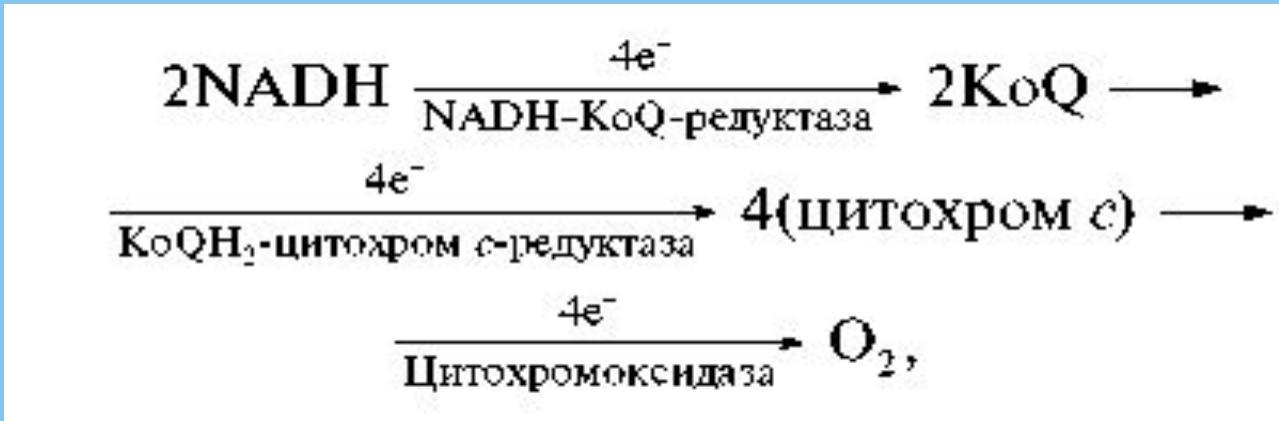 4e⁻
2NADH → 2KoQ →
NADH-KoQ-редуктаза
4e⁻
→ 4(цитохром c) →
KoQH₂-цитохром c-редуктаза
4e⁻
→ O₂,
Цитохромоксидаза